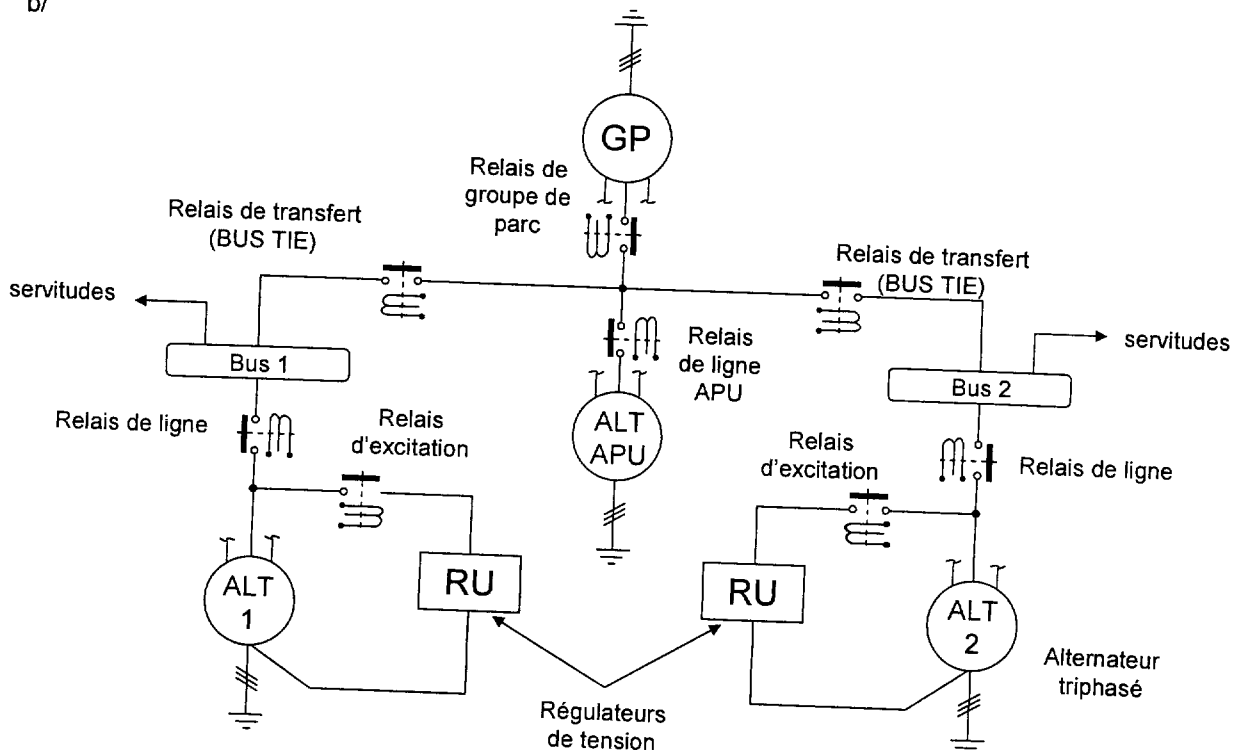 b/
GP
Relais de
groupe de
parc
Relais de transfert
(BUS TIE)
Relais de transfert
(BUS TIE)
servitudes
servitudes
Bus 1
Relais
de ligne
APU
Bus 2
Relais de ligne
Relais
d'excitation
ALT
APU
Relais
d'excitation
Relais de ligne
ALT
1
RU
RU
ALT
2
Alternateur
triphasé
Régulateurs
de tension